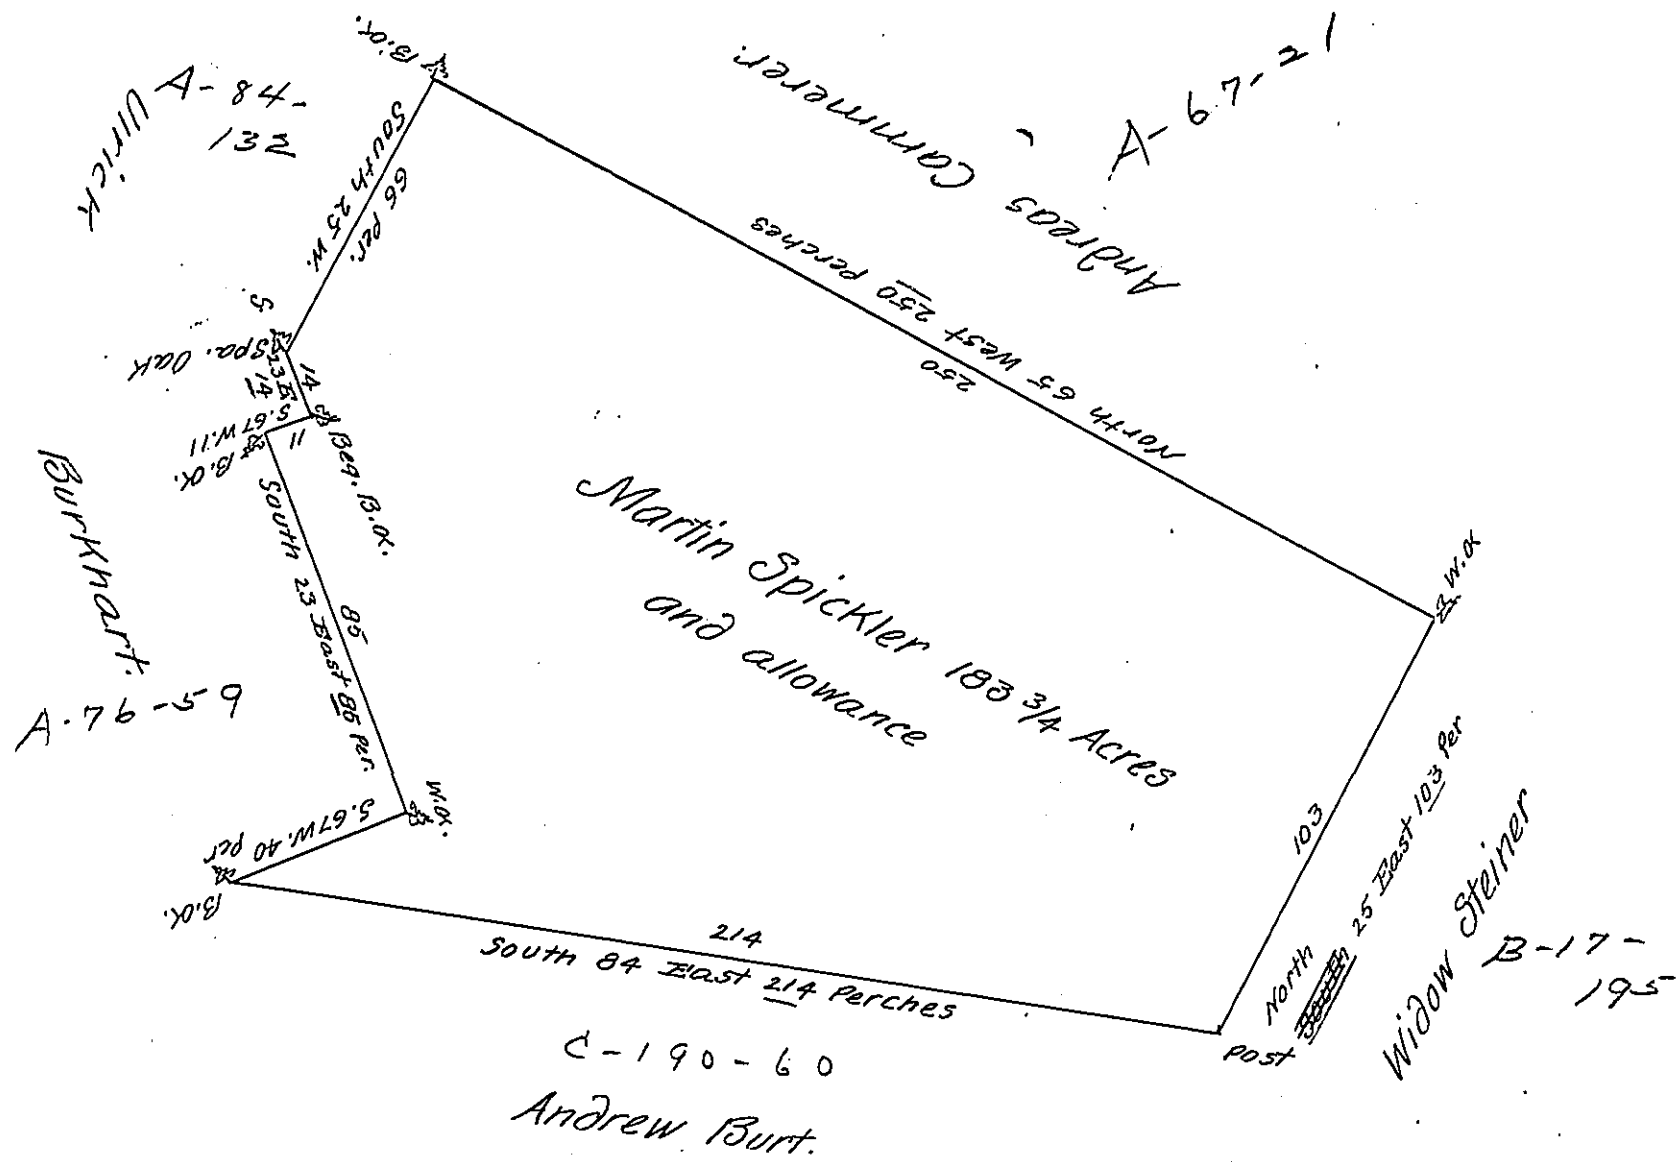 B.O.
A-84-
132
Ulrick
South 25 W.
66 per.
Andreas Cammerer.
A-67-21
North 65 West 250 perches
250
S.
Spa. Oak
23 E
14
14
S. 67 W. 11
11
B.O.
Beg. B.O.
Burkhart.
A-76-59
South 23 East 85 Per.
85
Martin Spickler 183 3/4 Acres
and allowance
W.O.
103
North 25 East 103 Per
South
Widow Steiner
B-17-
195
W.O.
S. 67 W. 40 per
B.O.
214
South 84 East 214 Perches
post
C-190-60
Andrew Burt.